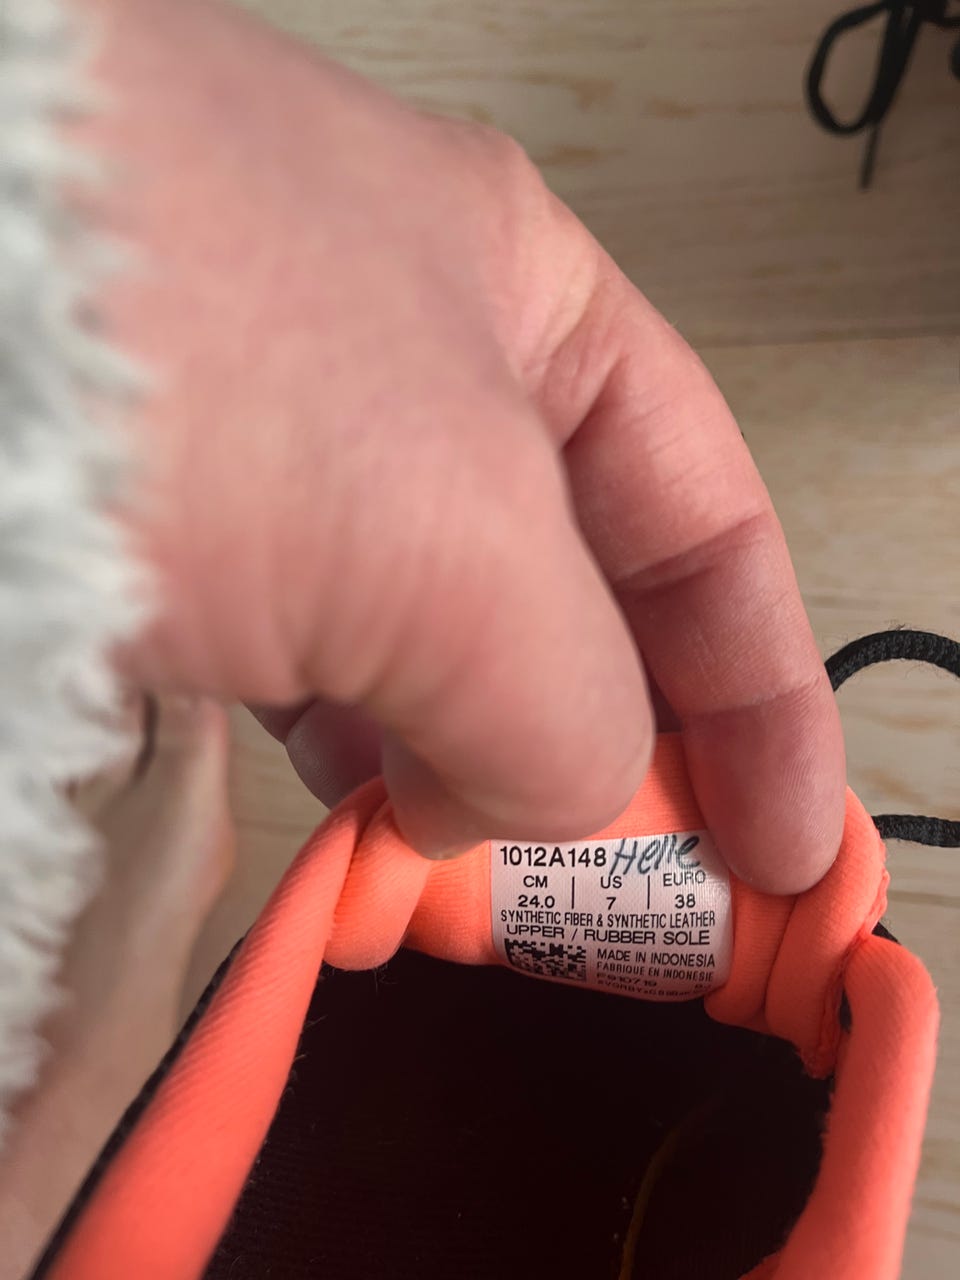 1012A148 Helle
CM | US | EURO
24.0 | 7 | 38
SYNTHETIC FIBER & SYNTHETIC LEATHER
UPPER / RUBBER SOLE
MADE IN INDONESIA
FABRIQUE EN INDONESIE